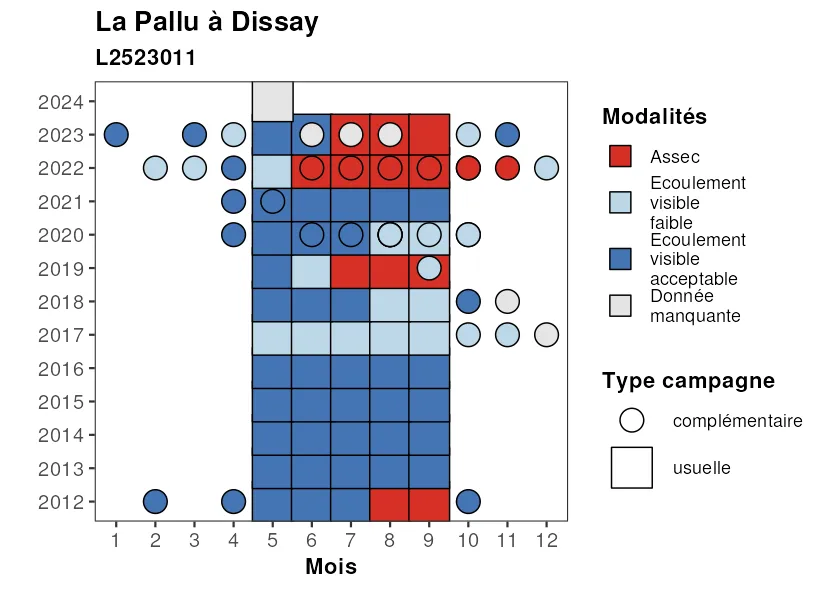 La Pallu à Dissay
L2523011
2024
2023
2022
2021
2020
2019
2018
2017
2016
2015
2014
2013
2012
1 2 3 4 5 6 7 8 9 10 11 12
Mois
Modalités
Assec
Ecoulement
visible
faible
Ecoulement
visible
acceptable
Donnée
manquante
Type campagne
complémentaire
usuelle